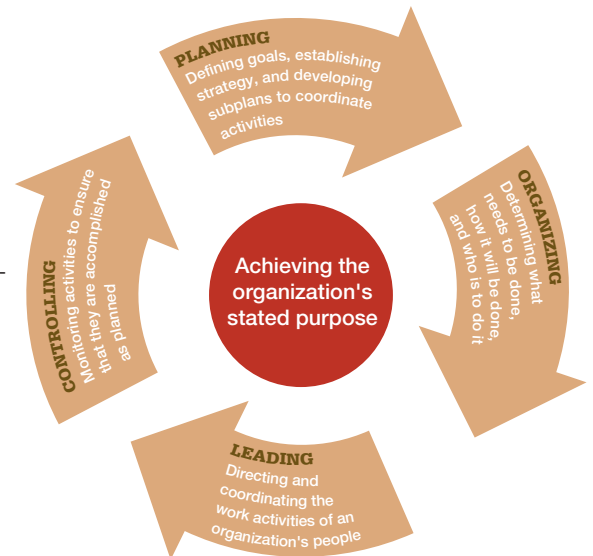 PLANNING
Defining goals, establishing
strategy, and developing
subplans to coordinate
activities
ORGANIZING
Determining what
needs to be done,
how it will be done,
and who is to do it
LEADING
Directing and
coordinating the
work activities of an
organization's people
CONTROLLING
Monitoring activities to ensure
that they are accomplished
as planned
Achieving the
organization's
stated purpose